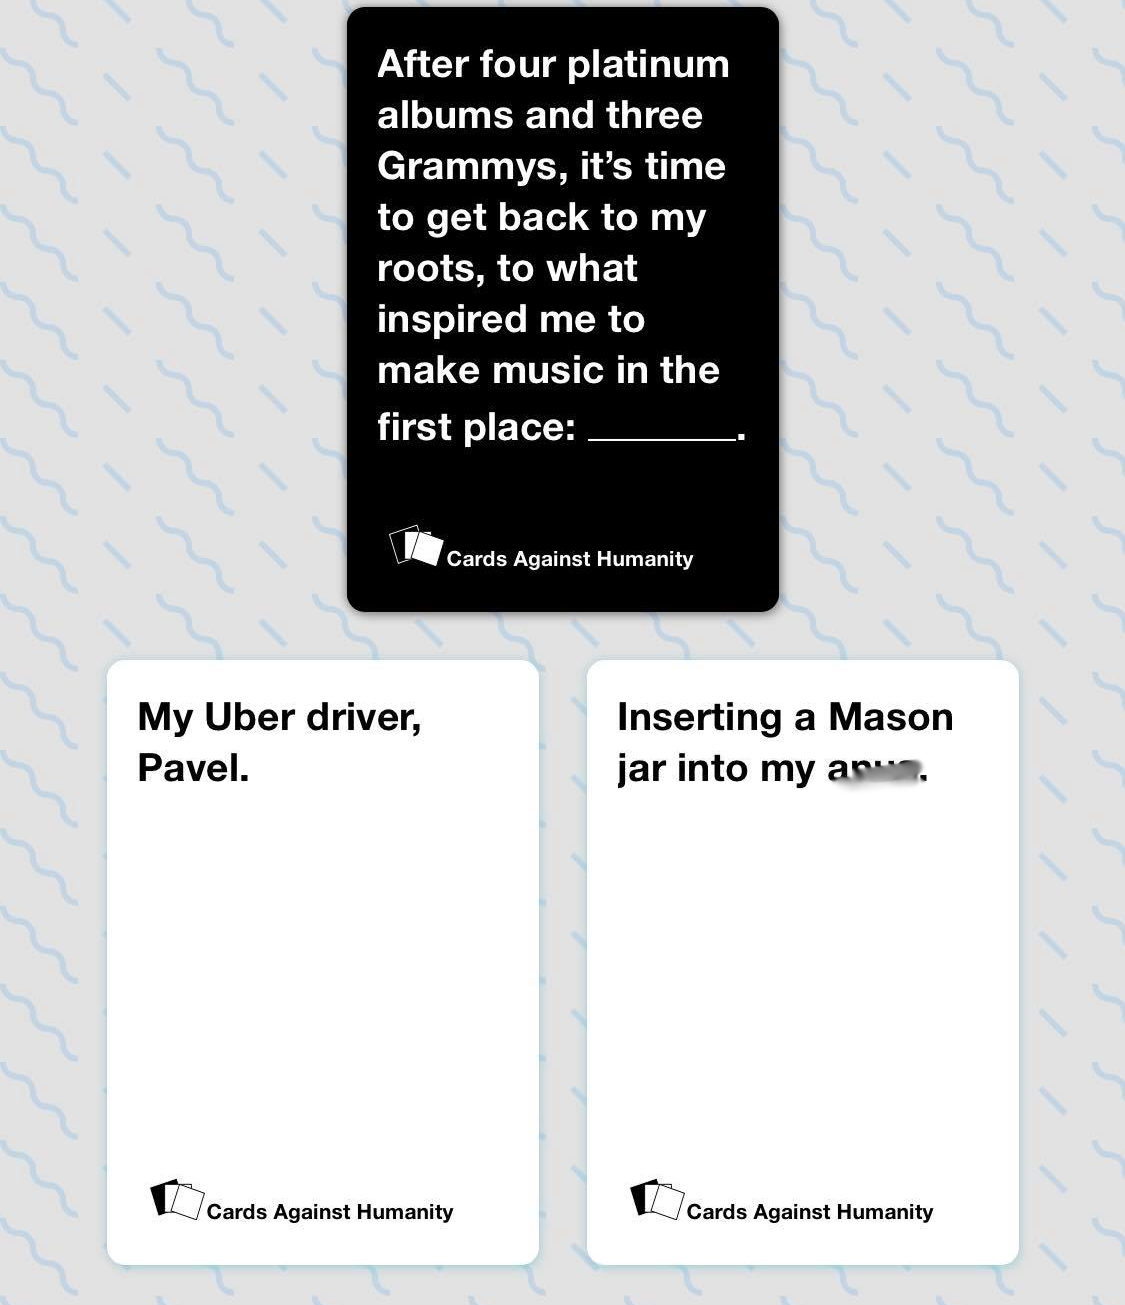 After four platinum
albums and three
Grammys, it’s time
to get back to my
roots, to what
inspired me to
make music in the
first place: ________.
Cards Against Humanity
My Uber driver,
Pavel.
Cards Against Humanity
Inserting a Mason
jar into my anus.
Cards Against Humanity